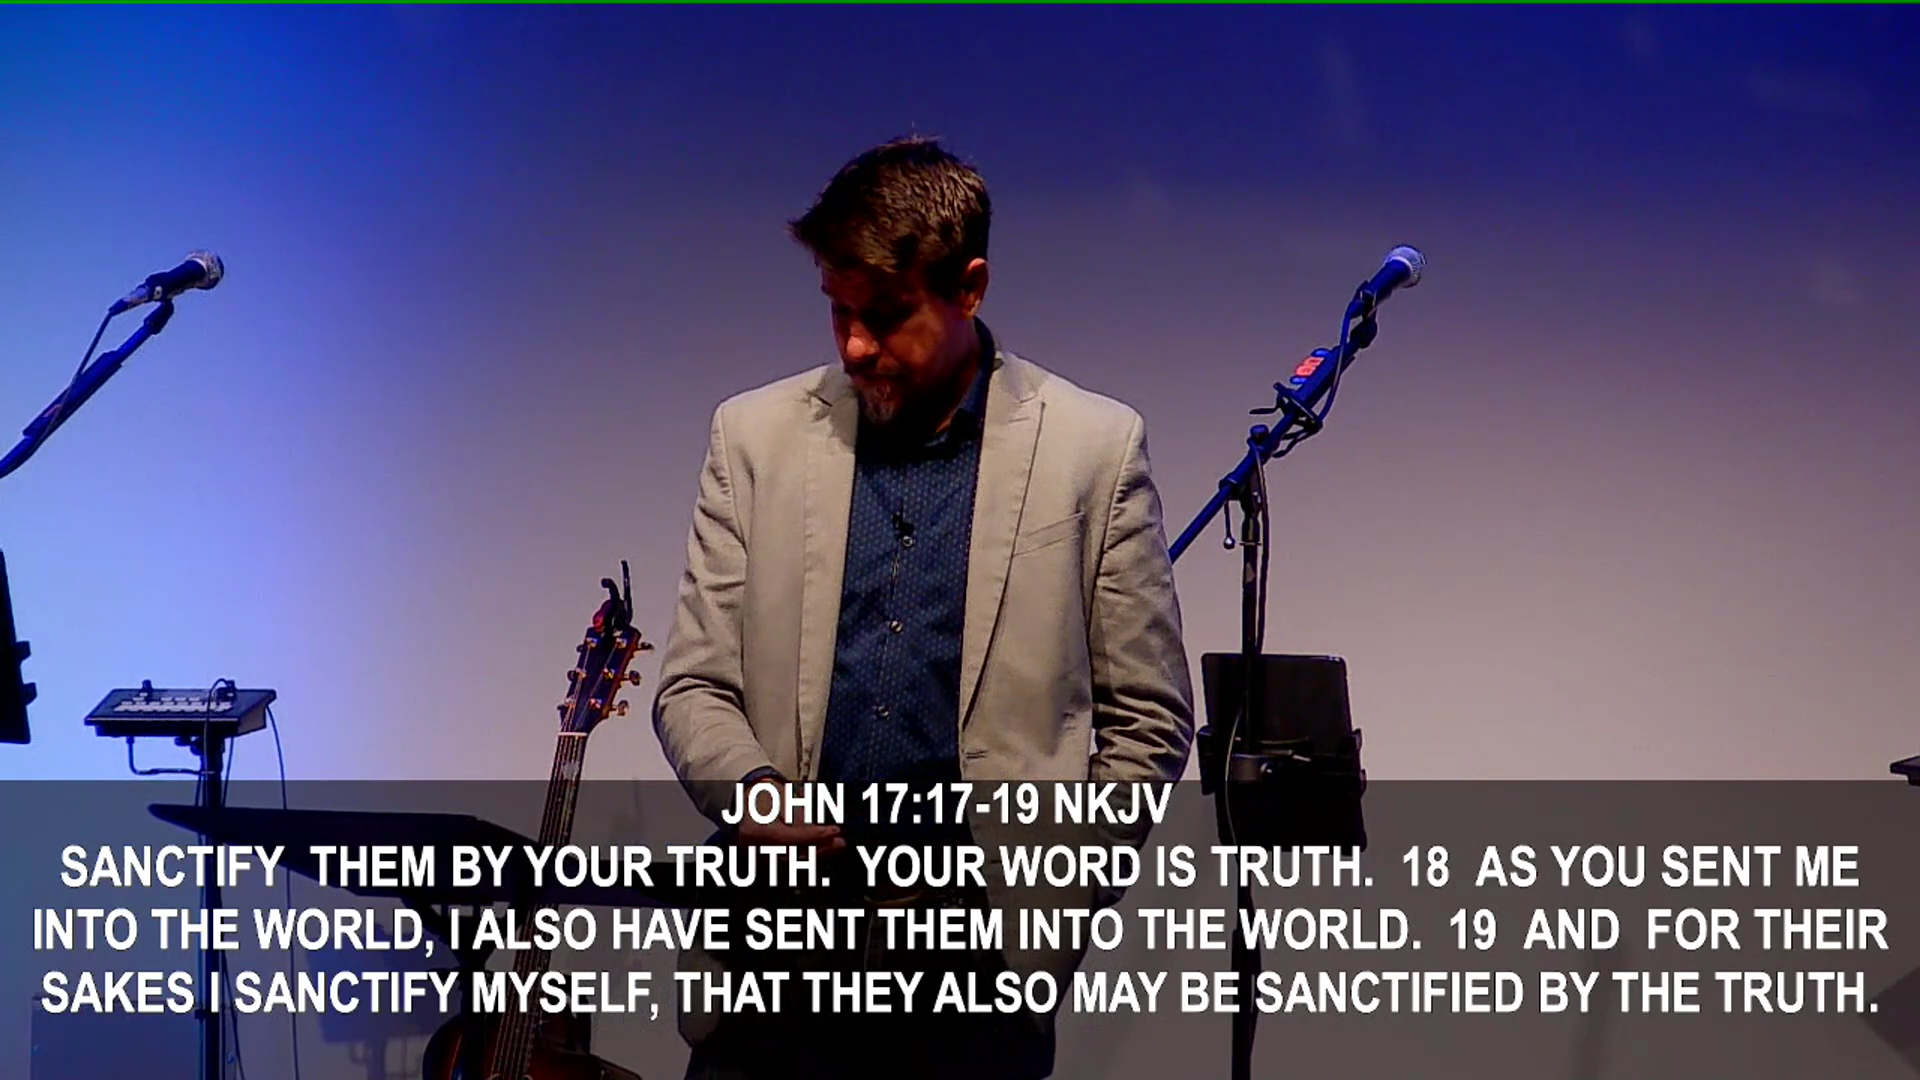 JOHN 17:17-19 NKJV
SANCTIFY THEM BY YOUR TRUTH. YOUR WORD IS TRUTH. 18 AS YOU SENT ME
INTO THE WORLD, I ALSO HAVE SENT THEM INTO THE WORLD. 19 AND FOR THEIR
SAKES I SANCTIFY MYSELF, THAT THEY ALSO MAY BE SANCTIFIED BY THE TRUTH.